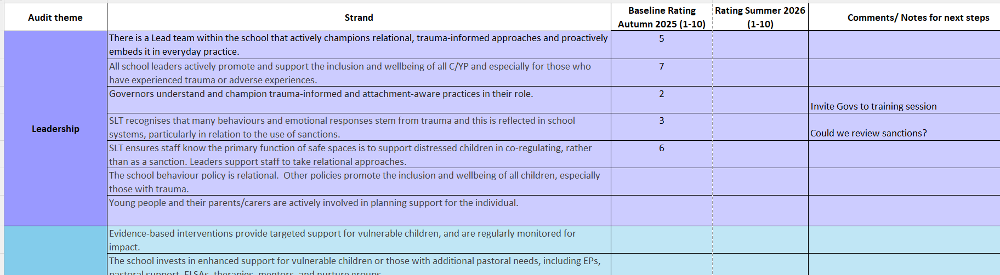 Audit theme
Strand
Baseline Rating
Autumn 2025 (1-10)
Rating Summer 2026
(1-10)
Comments/ Notes for next steps
Leadership
There is a Lead team within the school that actively champions relational, trauma-informed approaches and proactively
embeds it in everyday practice.
5
All school leaders actively promote and support the inclusion and wellbeing of all C/YP and especially for those who
have experienced trauma or adverse experiences.
7
Governors understand and champion trauma-informed and attachment-aware practices in their role.
2
Invite Govs to training session
SLT recognises that many behaviours and emotional responses stem from trauma and this is reflected in school
systems, particularly in relation to the use of sanctions.
3
Could we review sanctions?
SLT ensures staff know the primary function of safe spaces is to support distressed children in co-regulating, rather
than as a sanction. Leaders support staff to take relational approaches.
6
The school behaviour policy is relational.  Other policies promote the inclusion and wellbeing of all children, especially
those with trauma.
Young people and their parents/carers are actively involved in planning support for the individual.
Evidence-based interventions provide targeted support for vulnerable children, and are regularly monitored for
impact.
The school invests in enhanced support for vulnerable children or those with additional pastoral needs, including EPs,
pastoral support, ELSAs, therapies, mentors, and nurture groups.